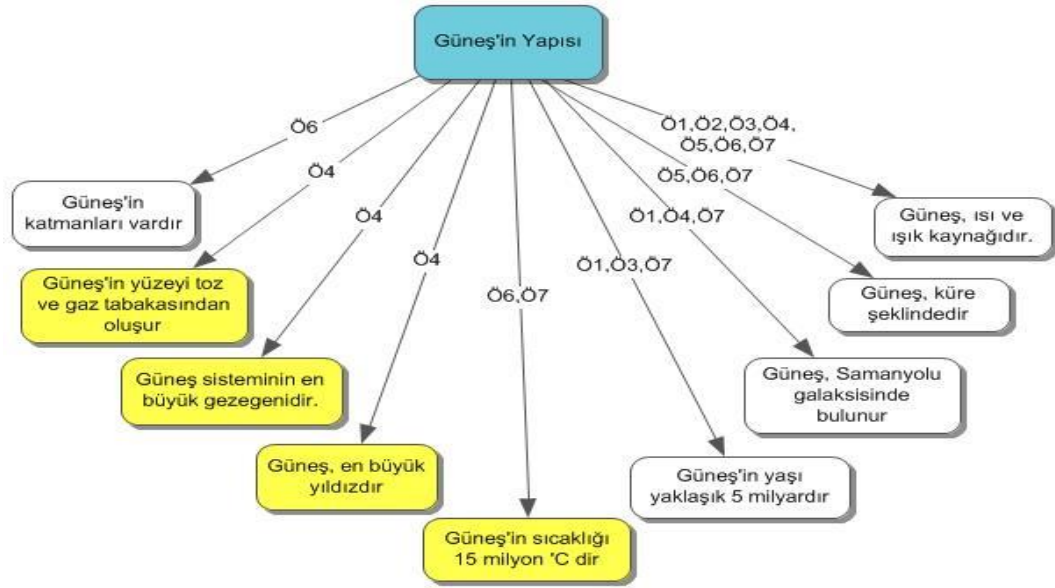 Güneş'in Yapısı
Ö6
Ö4
Ö4
Ö4
Ö6,Ö7
Ö1,Ö3,Ö7
Ö1,Ö4,Ö7
Ö5,Ö6,Ö7
Ö1,Ö2,Ö3,Ö4,
Ö5,Ö6,Ö7
Güneş'in
katmanları vardır
Güneş'in yüzeyi toz
ve gaz tabakasından
oluşur
Güneş sisteminin en
büyük gezegenidir.
Güneş, en büyük
yıldızdır
Güneş'in sıcaklığı
15 milyon °C dir
Güneş'in yaşı
yaklaşık 5 milyardır
Güneş, Samanyolu
galaksisinde
bulunur
Güneş, küre
şeklindedir
Güneş, ısı ve
ışık kaynağıdır.